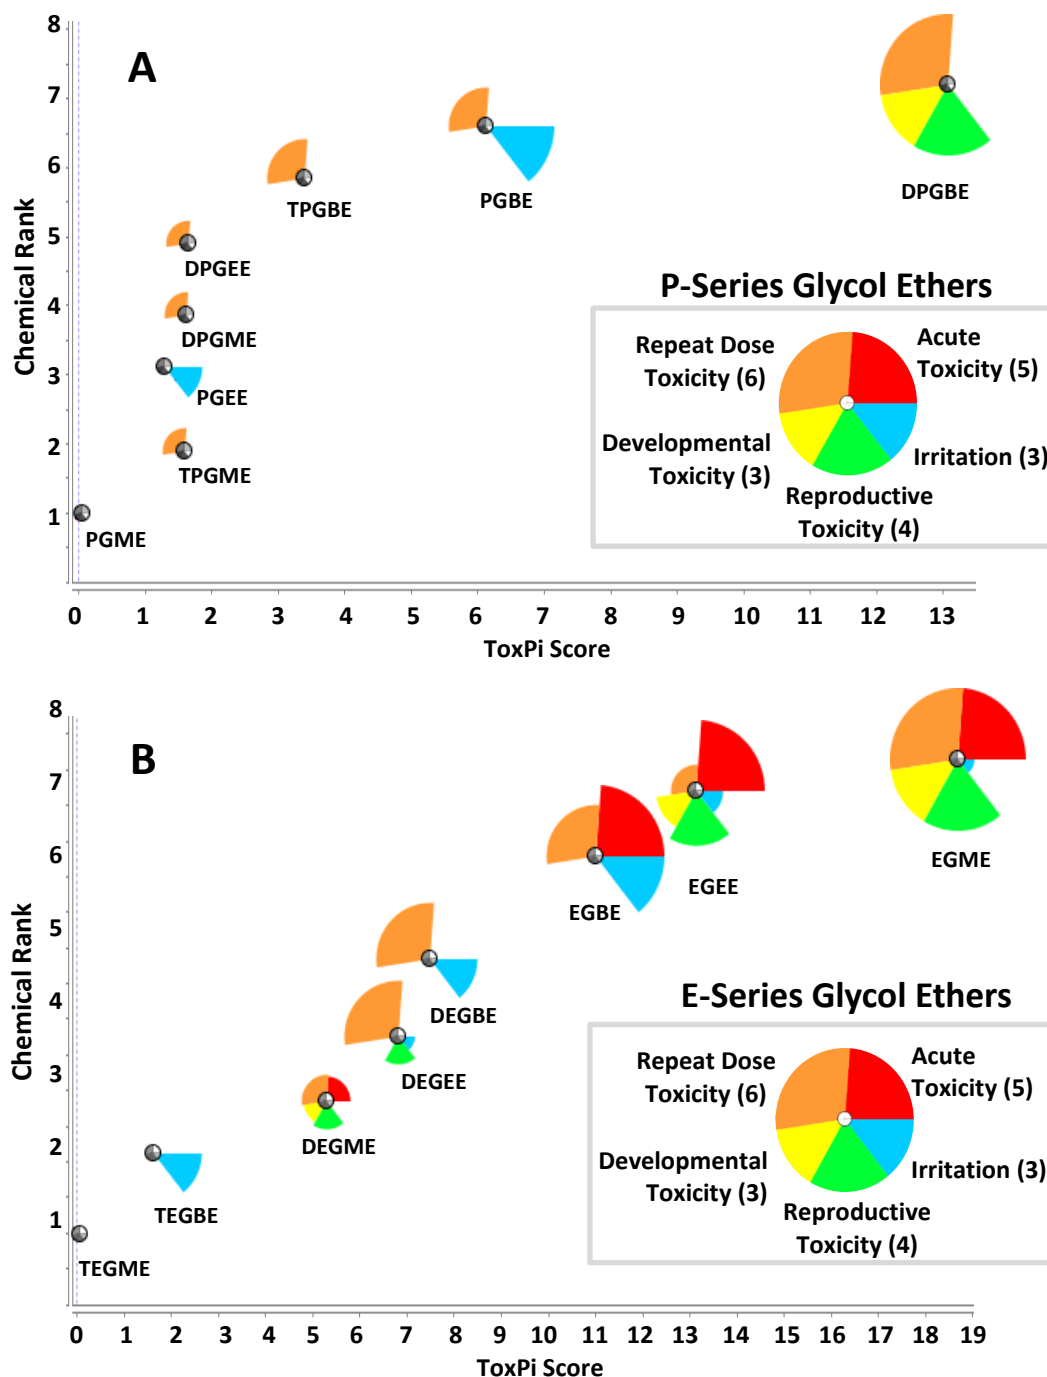 A
8
7
6
5
4
3
2
1
Chemical Rank
DPGBE
PGBE
TPGBE
DPGEE
DPGME
PGEE
TPGME
PGME
P-Series Glycol Ethers
Repeat Dose
Toxicity (6)
Acute
Toxicity (5)
Developmental
Toxicity (3)
Irritation (3)
Reproductive
Toxicity (4)
0 1 2 3 4 5 6 7 8 9 10 11 12 13
ToxPi Score
B
8
7
6
5
4
3
2
1
Chemical Rank
EGME
EGEE
EGBE
DEGBE
DEGEE
DEGME
TEGBE
TEGME
E-Series Glycol Ethers
Repeat Dose
Toxicity (6)
Acute
Toxicity (5)
Developmental
Toxicity (3)
Irritation (3)
Reproductive
Toxicity (4)
0 1 2 3 4 5 6 7 8 9 10 11 12 13 14 15 16 17 18 19
ToxPi Score